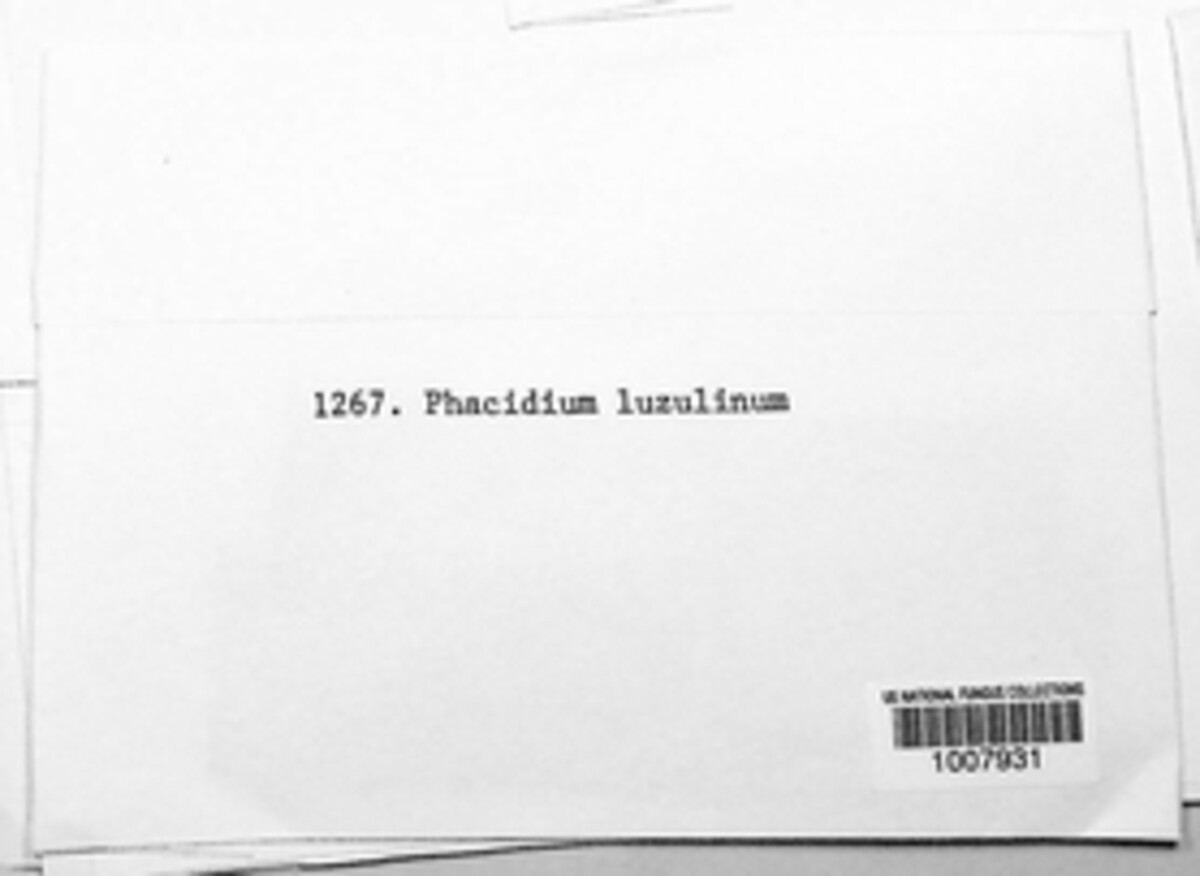 1267. Phacidium luzulinum
US NATIONAL FUNGUS COLLECTIONS
1007931